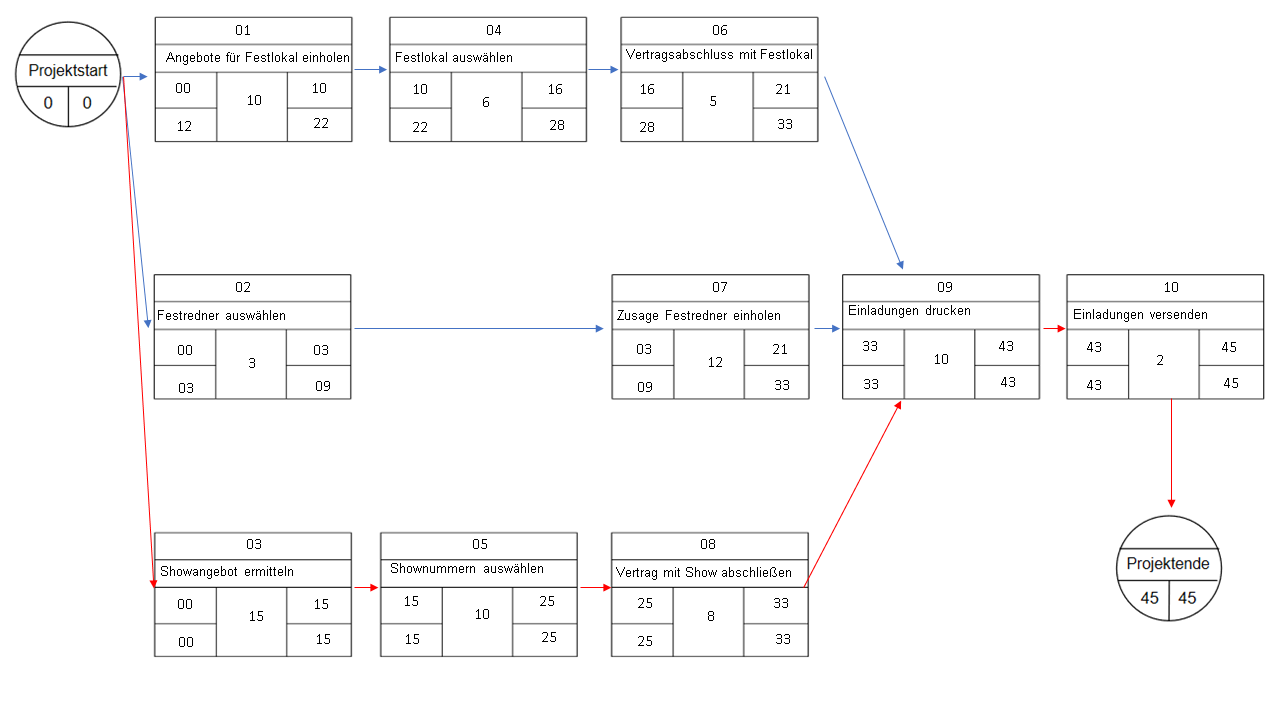 Projektstart
0 0
01
Angebote für Festlokal einholen
00 10 10
12 22
04
Festlokal auswählen
10 6 16
22 28
06
Vertragsabschluss mit Festlokal
16 5 21
28 33
02
Festredner auswählen
00 3 03
03 09
07
Zusage Festredner einholen
03 12 21
09 33
09
Einladungen drucken
33 10 43
33 43
10
Einladungen versenden
43 2 45
43 45
03
Showangebot ermitteln
00 15 15
00 15
05
Shownummern auswählen
15 10 25
15 25
08
Vertrag mit Show abschließen
25 8 33
25 33
Projektende
45 45